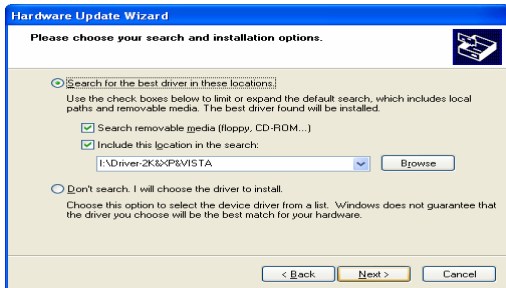 Hardware Update Wizard
Please choose your search and installation options.
Search for the best driver in these locations.
Use the check boxes below to limit or expand the default search, which includes local
paths and removable media. The best driver found will be installed.
Search removable media (floppy, CD-ROM...)
Include this location in the search:
I:\Driver-2K&XP&VISTA
Browse
Don't search. I will choose the driver to install.
Choose this option to select the device driver from a list. Windows does not guarantee that
the driver you choose will be the best match for your hardware.
< Back Next > Cancel